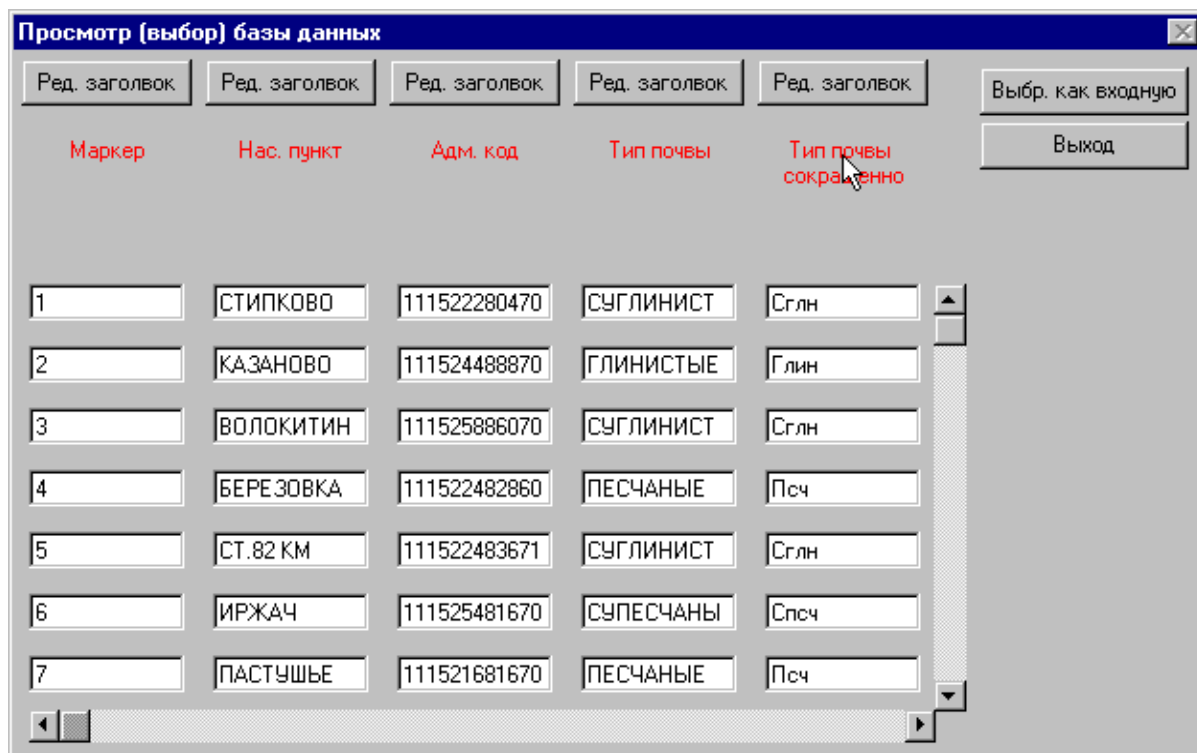 Просмотр (выбор) базы данных
Ред. заголвок Ред. заголвок Ред. заголвок Ред. заголвок Ред. заголвок
Выбр. как входную
Выход
Маркер Нас. пункт Адм. код Тип почвы Тип почвы
1 СТИПКОВО 111522280470 СУГЛИНИСТ Сглн
2 КАЗАНОВО 111524488870 ГЛИНИСТЫЕ Глин
3 ВОЛОКИТИН 111525886070 СУГЛИНИСТ Сглн
4 БЕРЕЗОВКА 111522482860 ПЕСЧАНЫЕ Псч
5 СТ.82 КМ 111522483671 СУГЛИНИСТ Сглн
6 ИРЖАЧ 111525481670 СУПЕСЧАНЫ Спсч
7 ПАСТУШЬЕ 111521681670 ПЕСЧАНЫЕ Псч